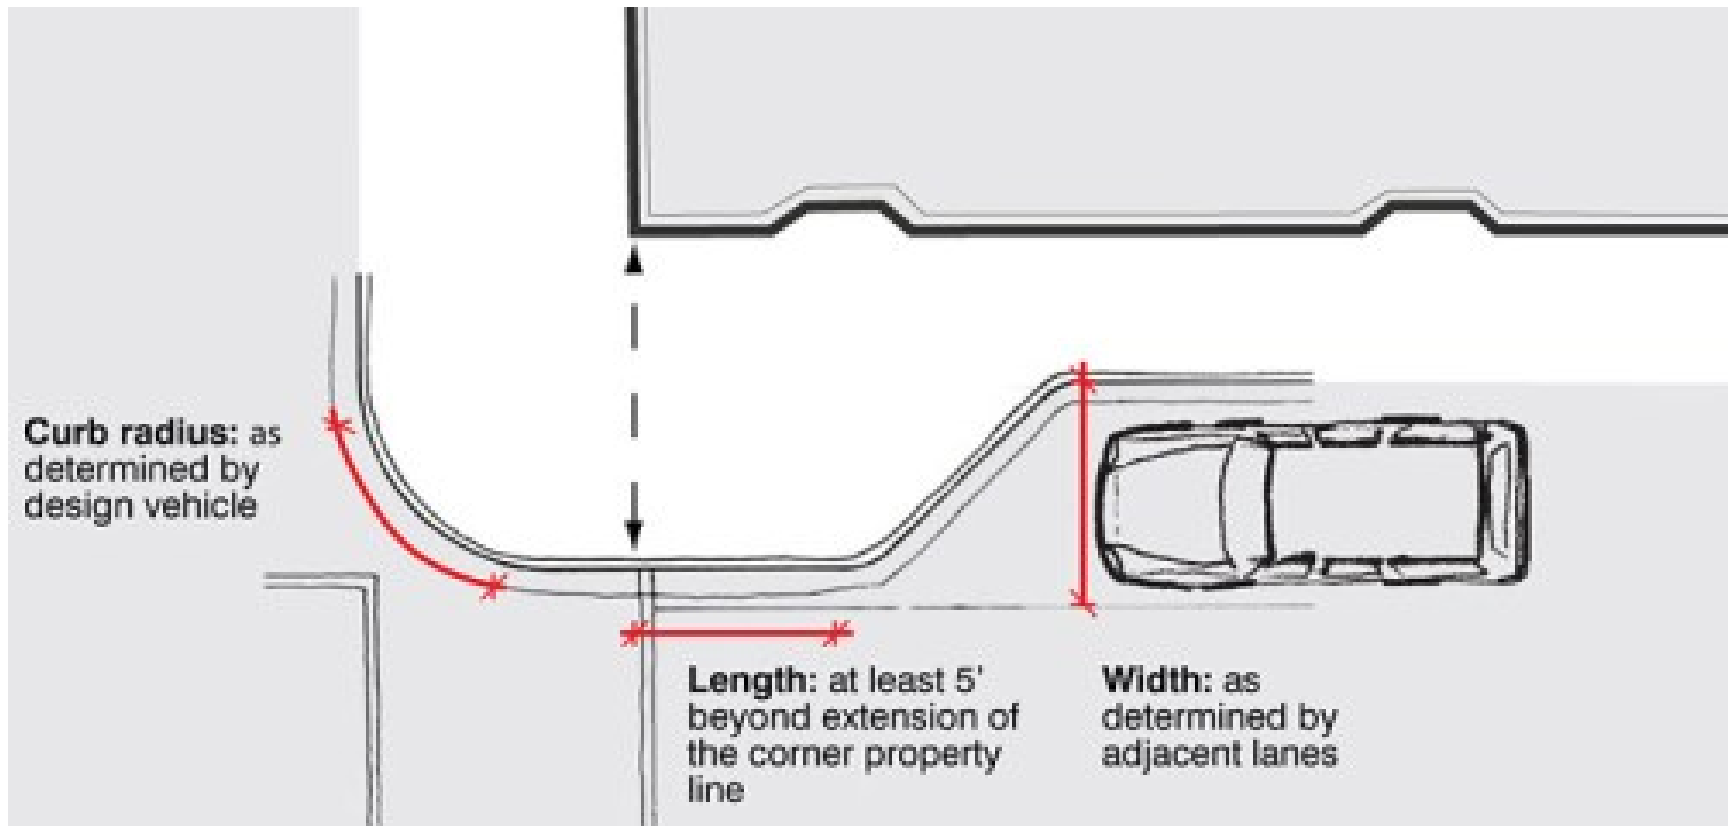 Curb radius: as
determined by
design vehicle
Length: at least 5'
beyond extension of
the corner property
line
Width: as
determined by
adjacent lanes